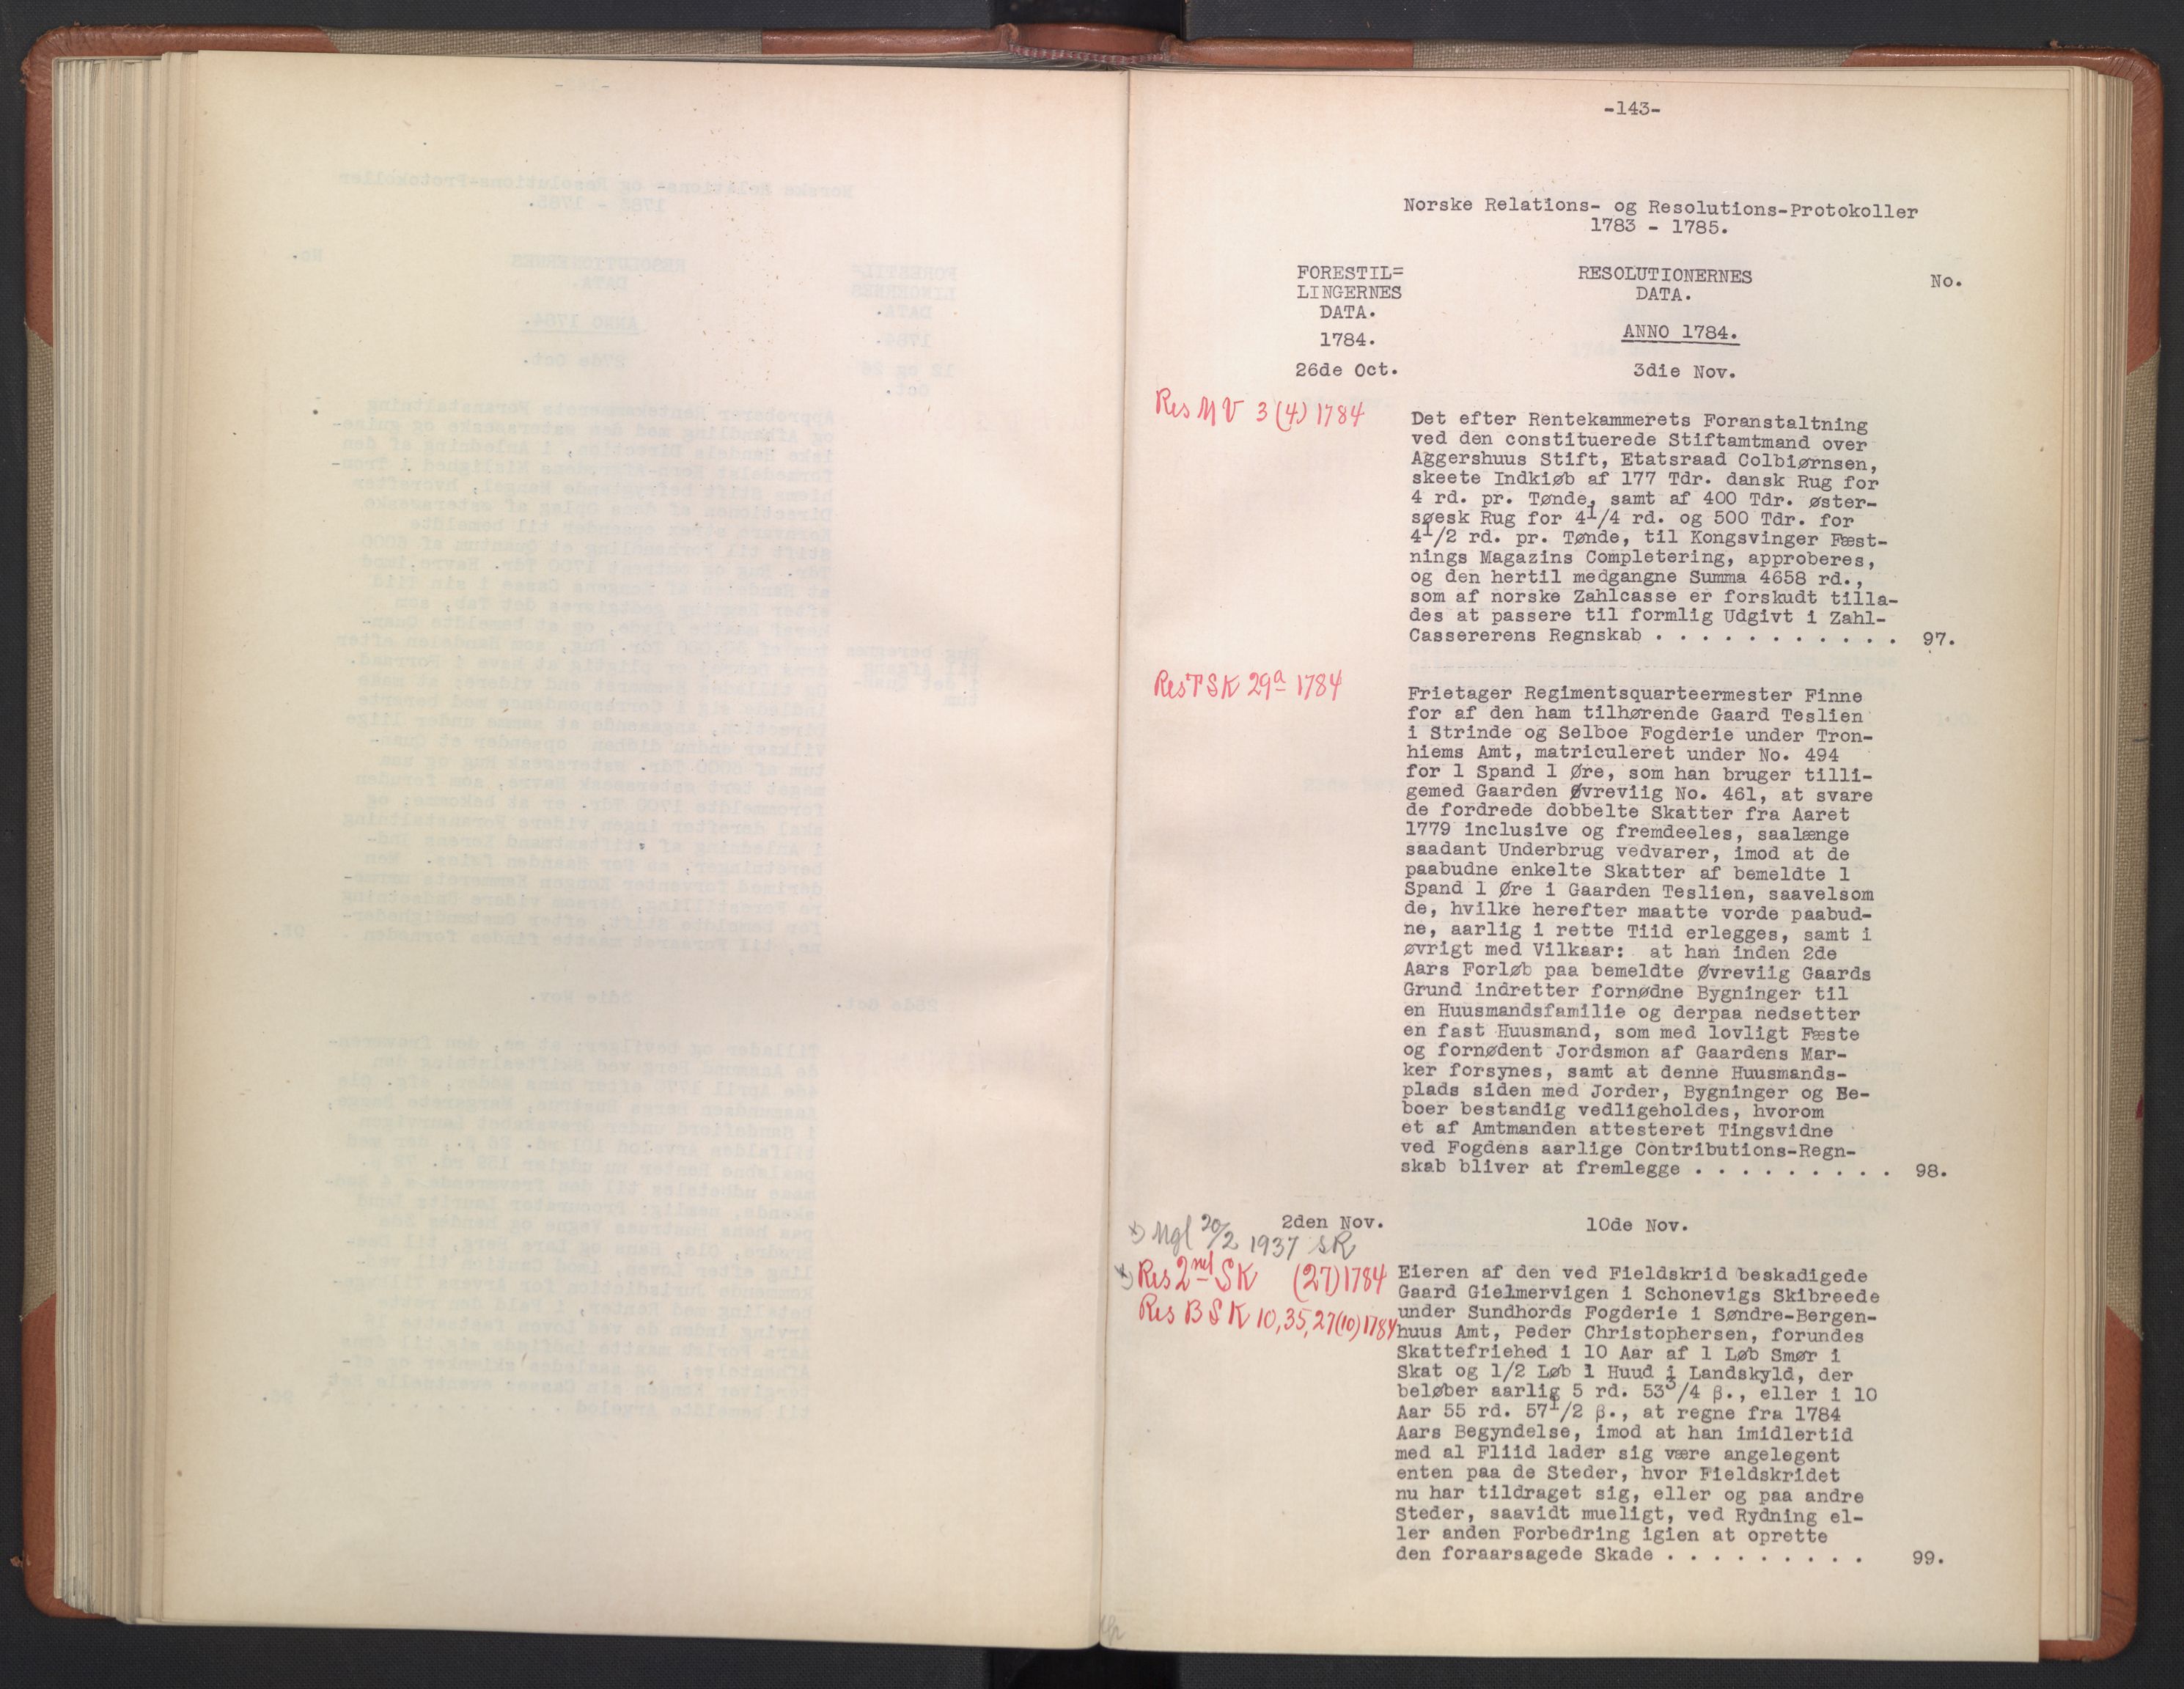 -143-
Norske Relations- og Resolutions-Protokoller
1783 - 1785.
FORESTIL=
LINGERNES
DATA.
1784.
26de Oct.
RESOLUTIONERNES
DATA.
ANNO 1784.
3die Nov.
No.
Res M V 3 (4) 1784
Det efter Rentekammerets Foranstaltning
ved den constituerede Stiftamtmand over
Aggershuus Stift, Etatsraad Colbiørnsen,
skeete Indkiøb af 177 Tdr. dansk Rug for
4 rd. pr. Tønde, samt af 400 Tdr. øster-
søesk Rug for 4 1/4 rd. og 500 Tdr. for
4 1/2 rd. pr. Tønde, til Kongsvinger Fæst-
nings Magazins Completering, approberes,
og den hertil medgangne Summa 4658 rd.,
som af norske Zahlcasse er forskudt tilla-
des at passere til formlig Udgivt i Zahl-
Cassererens Regnskab . . . . . . . . . . . 97.
Res T SK 29a 1784
Frietager Regimentsquarteermester Finne
for af den ham tilhørende Gaard Teslien
i Strinde og Selboe Fogderie under Tron-
hiems Amt, matriculeret under No. 494
for 1 Spand 1 Øre, som han bruger tilli-
gemed Gaarden Øvreviig No. 461, at svare
de fordrede dobbelte Skatter fra Aaret
1779 inclusive og fremdeeles, saalænge
saadant Underbrug vedvarer, imod at de
paabudne enkelte Skatter af bemeldte 1
Spand 1 Øre i Gaarden Teslien, saavelsom
de, hvilke herefter maatte vorde paabud-
ne, aarlig i rette Tiid erlegges, samt i
øvrigt med Vilkaar: at han inden 2de
Aars Forløb paa bemeldte Øvreviig Gaards
Grund indretter fornødne Bygninger til
en Huusmandsfamilie og derpaa nedsetter
en fast Huusmand, som med lovligt Fæste
og fornødent Jordsmon af Gaardens Mar-
ker forsynes, samt at denne Huusmands-
plads siden med Jorder, Bygninger og Be-
boer bestandig vedligeholdes, hvorom
et af Amtmanden attesteret Tingsvidne
ved Fogdens aarlige Contributions-Regn-
skab bliver at fremlegge . . . . . . . . . 98.
2den Nov.
10de Nov.
x) Mgl 20/2 1937 SR
x) Res 2net SK (27) 1784
Res B S K 10, 35, 27(10) 1784
Eieren af den ved Fieldskrid beskadigede
Gaard Gielmervigen i Schonevigs Skibreede
under Sundhords Fogderie i Søndre-Bergen-
huus Amt, Peder Christophersen, forundes
Skattefriehed i 10 Aar af 1 Løb Smør i
Skat og 1/2 Løb 1 Huud i Landskyld, der
beløber aarlig 5 rd. 53 3/4 β., eller i 10
Aar 55 rd. 57 1/2 β., at regne fra 1784
Aars Begyndelse, imod at han imidlertid
med al Fliid lader sig være angelegent
enten paa de Steder, hvor Fieldskridet
nu har tildraget sig, eller og paa andre
Steder, saavidt mueligt, ved Rydning el-
ler anden Forbedring igien at oprette
den foraarsagede Skade . . . . . . . . . 99.